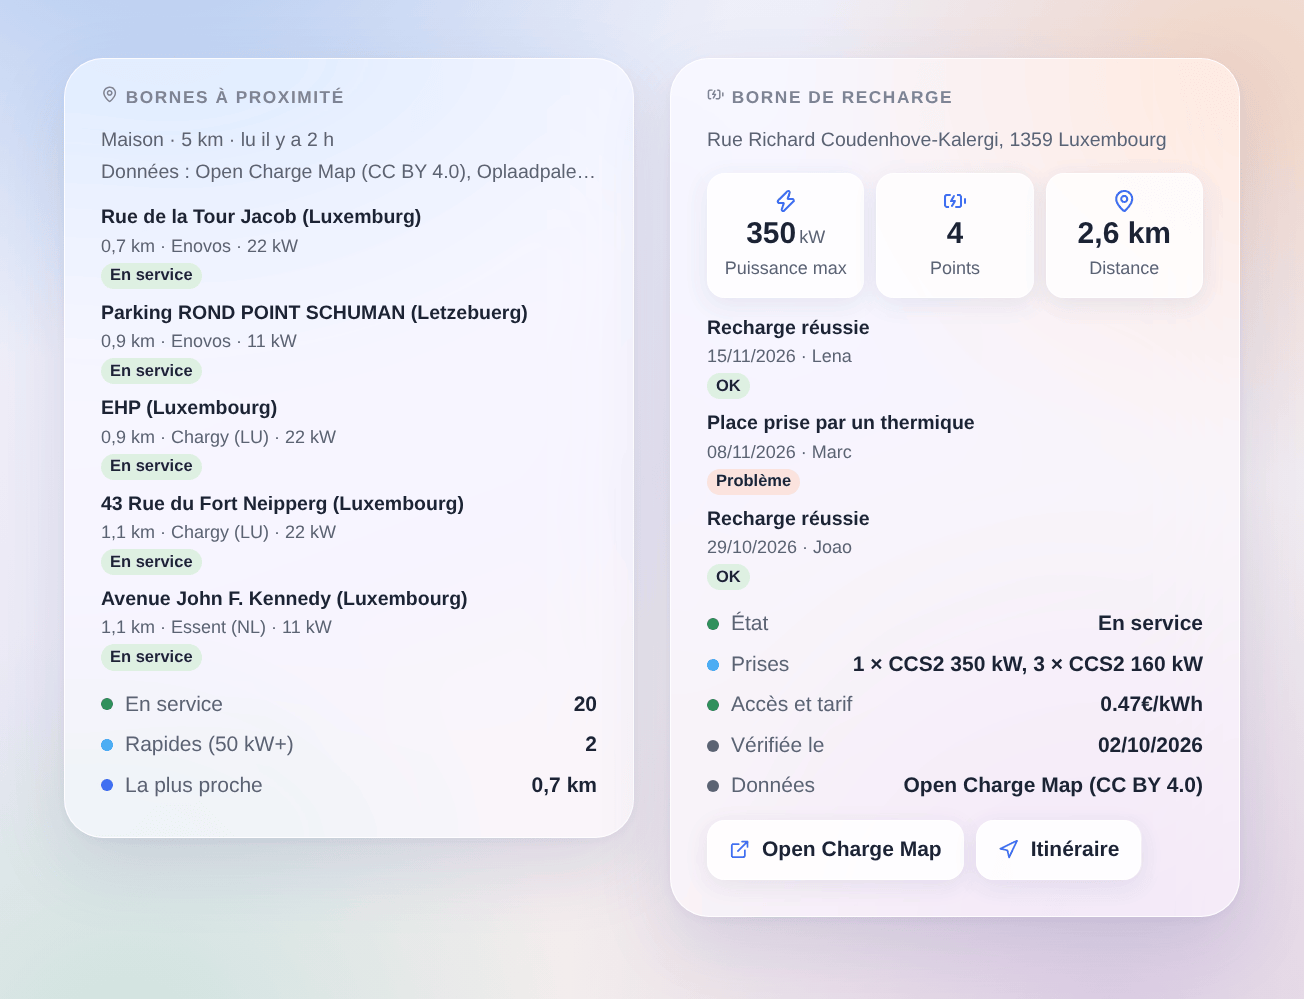 BORNES À PROXIMITÉ
Maison · 5 km · lu il y a 2 h
Données : Open Charge Map (CC BY 4.0), Oplaadpale…
Rue de la Tour Jacob (Luxemburg)
0,7 km · Enovos · 22 kW
En service
Parking ROND POINT SCHUMAN (Letzebuerg)
0,9 km · Enovos · 11 kW
En service
EHP (Luxembourg)
0,9 km · Chargy (LU) · 22 kW
En service
43 Rue du Fort Neipperg (Luxembourg)
1,1 km · Chargy (LU) · 22 kW
En service
Avenue John F. Kennedy (Luxembourg)
1,1 km · Essent (NL) · 11 kW
En service
En service 20
Rapides (50 kW+) 2
La plus proche 0,7 km
BORNE DE RECHARGE
Rue Richard Coudenhove-Kalergi, 1359 Luxembourg
350 kW
Puissance max
4
Points
2,6 km
Distance
Recharge réussie
15/11/2026 · Lena
OK
Place prise par un thermique
08/11/2026 · Marc
Problème
Recharge réussie
29/10/2026 · Joao
OK
État En service
Prises 1 × CCS2 350 kW, 3 × CCS2 160 kW
Accès et tarif 0.47€/kWh
Vérifiée le 02/10/2026
Données Open Charge Map (CC BY 4.0)
Open Charge Map
Itinéraire